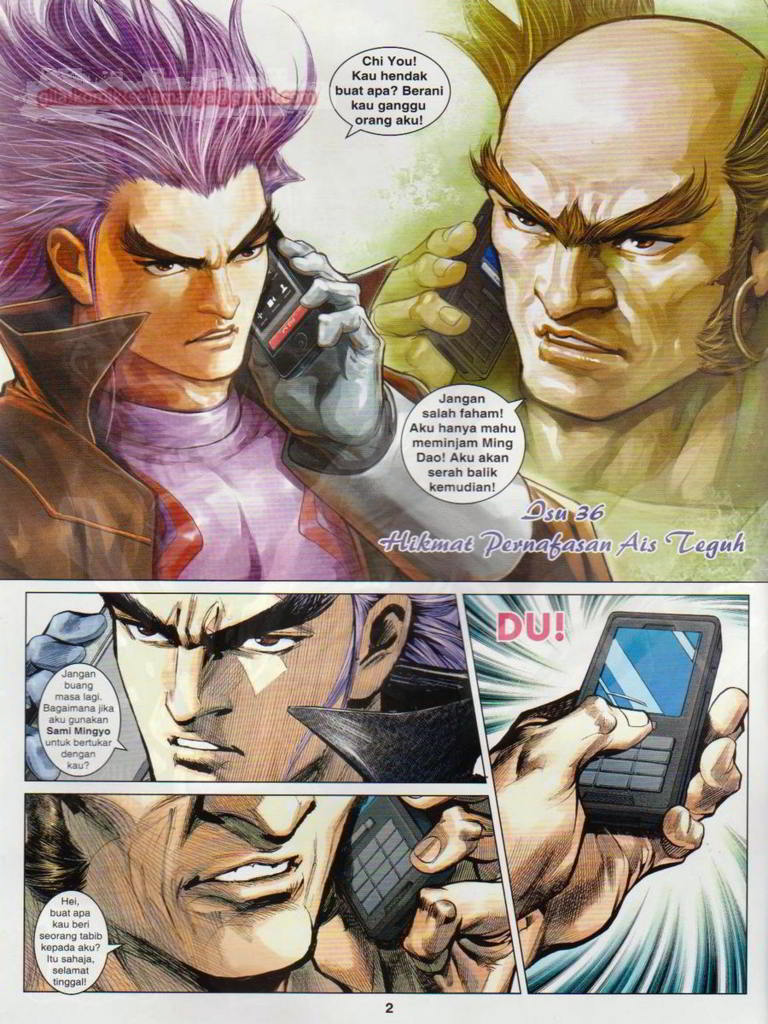 Chi You!
Kau hendak
buat apa? Berani
kau ganggu
orang aku!
Jangan
salah faham!
Aku hanya mahu
meminjam Ming
Dao! Aku akan
serah balik
kemudian!
Isu 36
Hikmat Pernafasan Ais Teguh
Jangan
buang
masa lagi.
Bagaimana jika
aku gunakan
Sami Mingyo
untuk bertukar
dengan
kau?
DU!
Hei,
buat apa
kau beri
seorang tabib
kepada aku?
Itu sahaja,
selamat
tinggal!
2